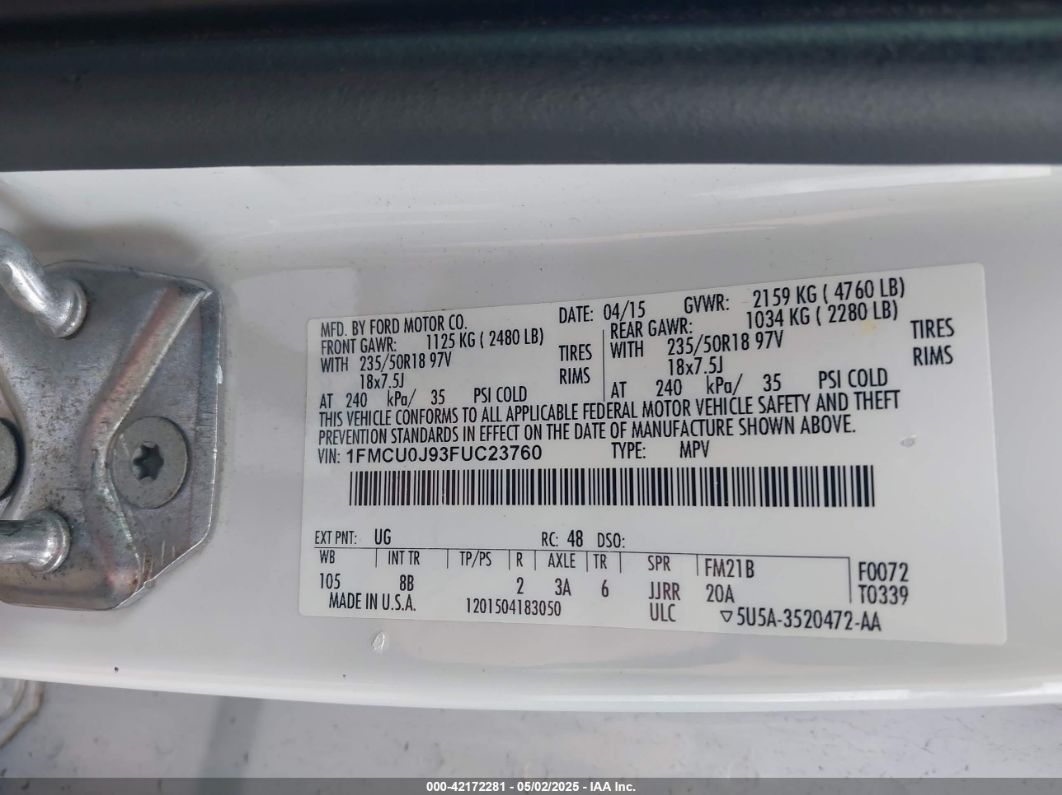 MFD. BY FORD MOTOR CO. DATE: 04/15 GVWR: 2159 KG ( 4760 LB)
FRONT GAWR: 1125 KG ( 2480 LB) REAR GAWR: 1034 KG ( 2280 LB)
WITH 235/50R18 97V TIRES WITH 235/50R18 97V TIRES
18x7.5J RIMS 18x7.5J RIMS
AT 240 kPa/ 35 PSI COLD AT 240 kPa/ 35 PSI COLD
THIS VEHICLE CONFORMS TO ALL APPLICABLE FEDERAL MOTOR VEHICLE SAFETY AND THEFT
PREVENTION STANDARDS IN EFFECT ON THE DATE OF MANUFACTURE SHOWN ABOVE.
VIN: 1FMCU0J93FUC23760 TYPE: MPV
EXT PNT: UG RC: 48 DSO:
WB INT TR TP/PS R AXLE TR SPR FM21B F0072
105 8B 2 3A 6 JJRR 20A T0339
MADE IN U.S.A. 1201504183050 ULC ▽5U5A-3520472-AA
000-42172281 - 05/02/2025 - IAA Inc.